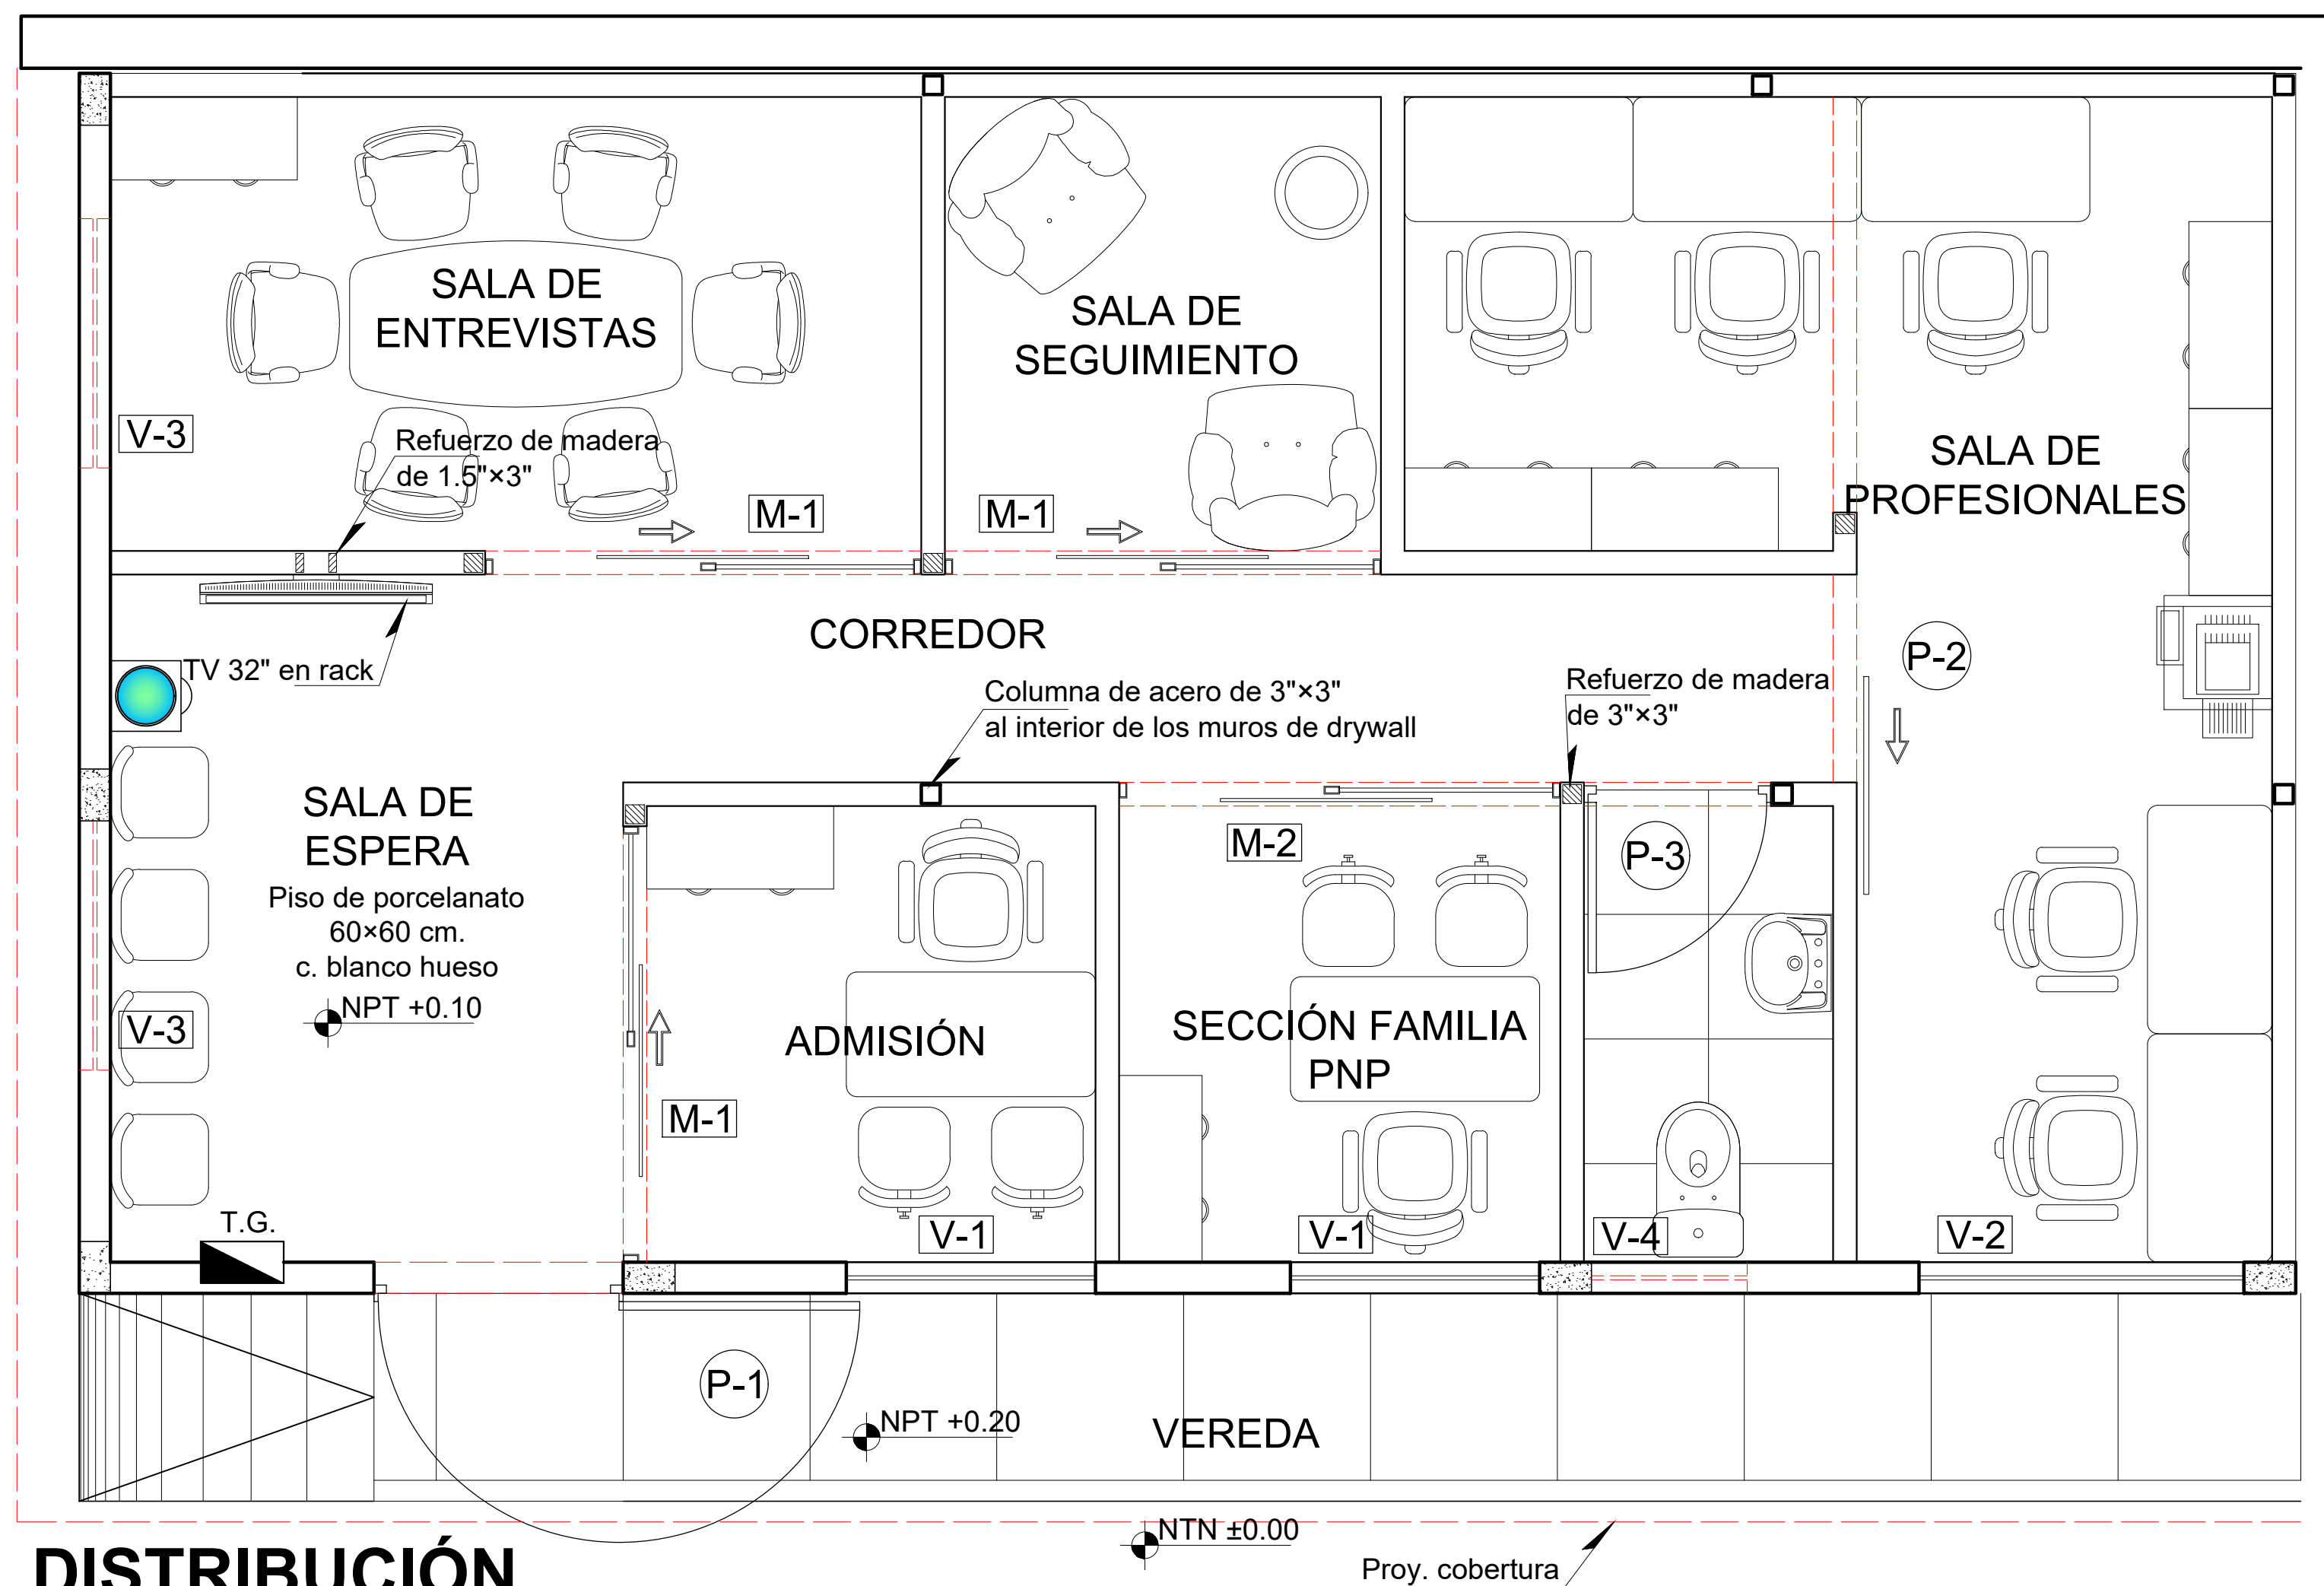 SALA DE
ENTREVISTAS
SALA DE
SEGUIMIENTO
V-3
Refuerzo de madera
de 1.5"×3"
M-1
M-1
SALA DE
PROFESIONALES
CORREDOR
P-2
TV 32" en rack
Columna de acero de 3"×3"
al interior de los muros de drywall
Refuerzo de madera
de 3"×3"
SALA DE
ESPERA
Piso de porcelanato
60×60 cm.
c. blanco hueso
NPT +0.10
V-3
M-2
P-3
ADMISIÓN
SECCIÓN FAMILIA
PNP
M-1
T.G.
V-1
V-1
V-4
V-2
P-1
NPT +0.20
VEREDA
NTN ±0.00
DISTRIBUCIÓN
Proy. cobertura